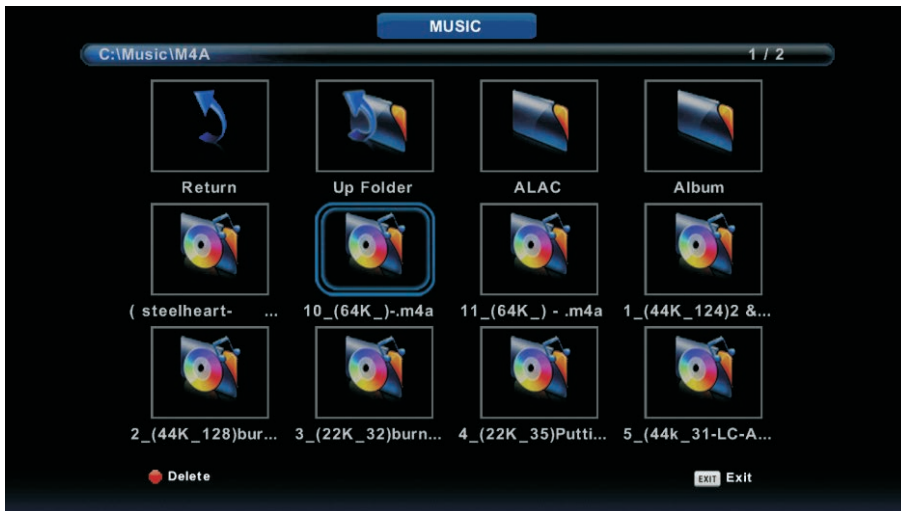 MUSIC
C:\Music\M4A 1 / 2
Return Up Folder ALAC Album
( steelheart- ... 10_(64K_)-.m4a 11_(64K_) - .m4a 1_(44K_124)2 &...
2_(44K_128)bur... 3_(22K_32)burn... 4_(22K_35)Putti... 5_(44k_31-LC-A...
Delete EXIT Exit